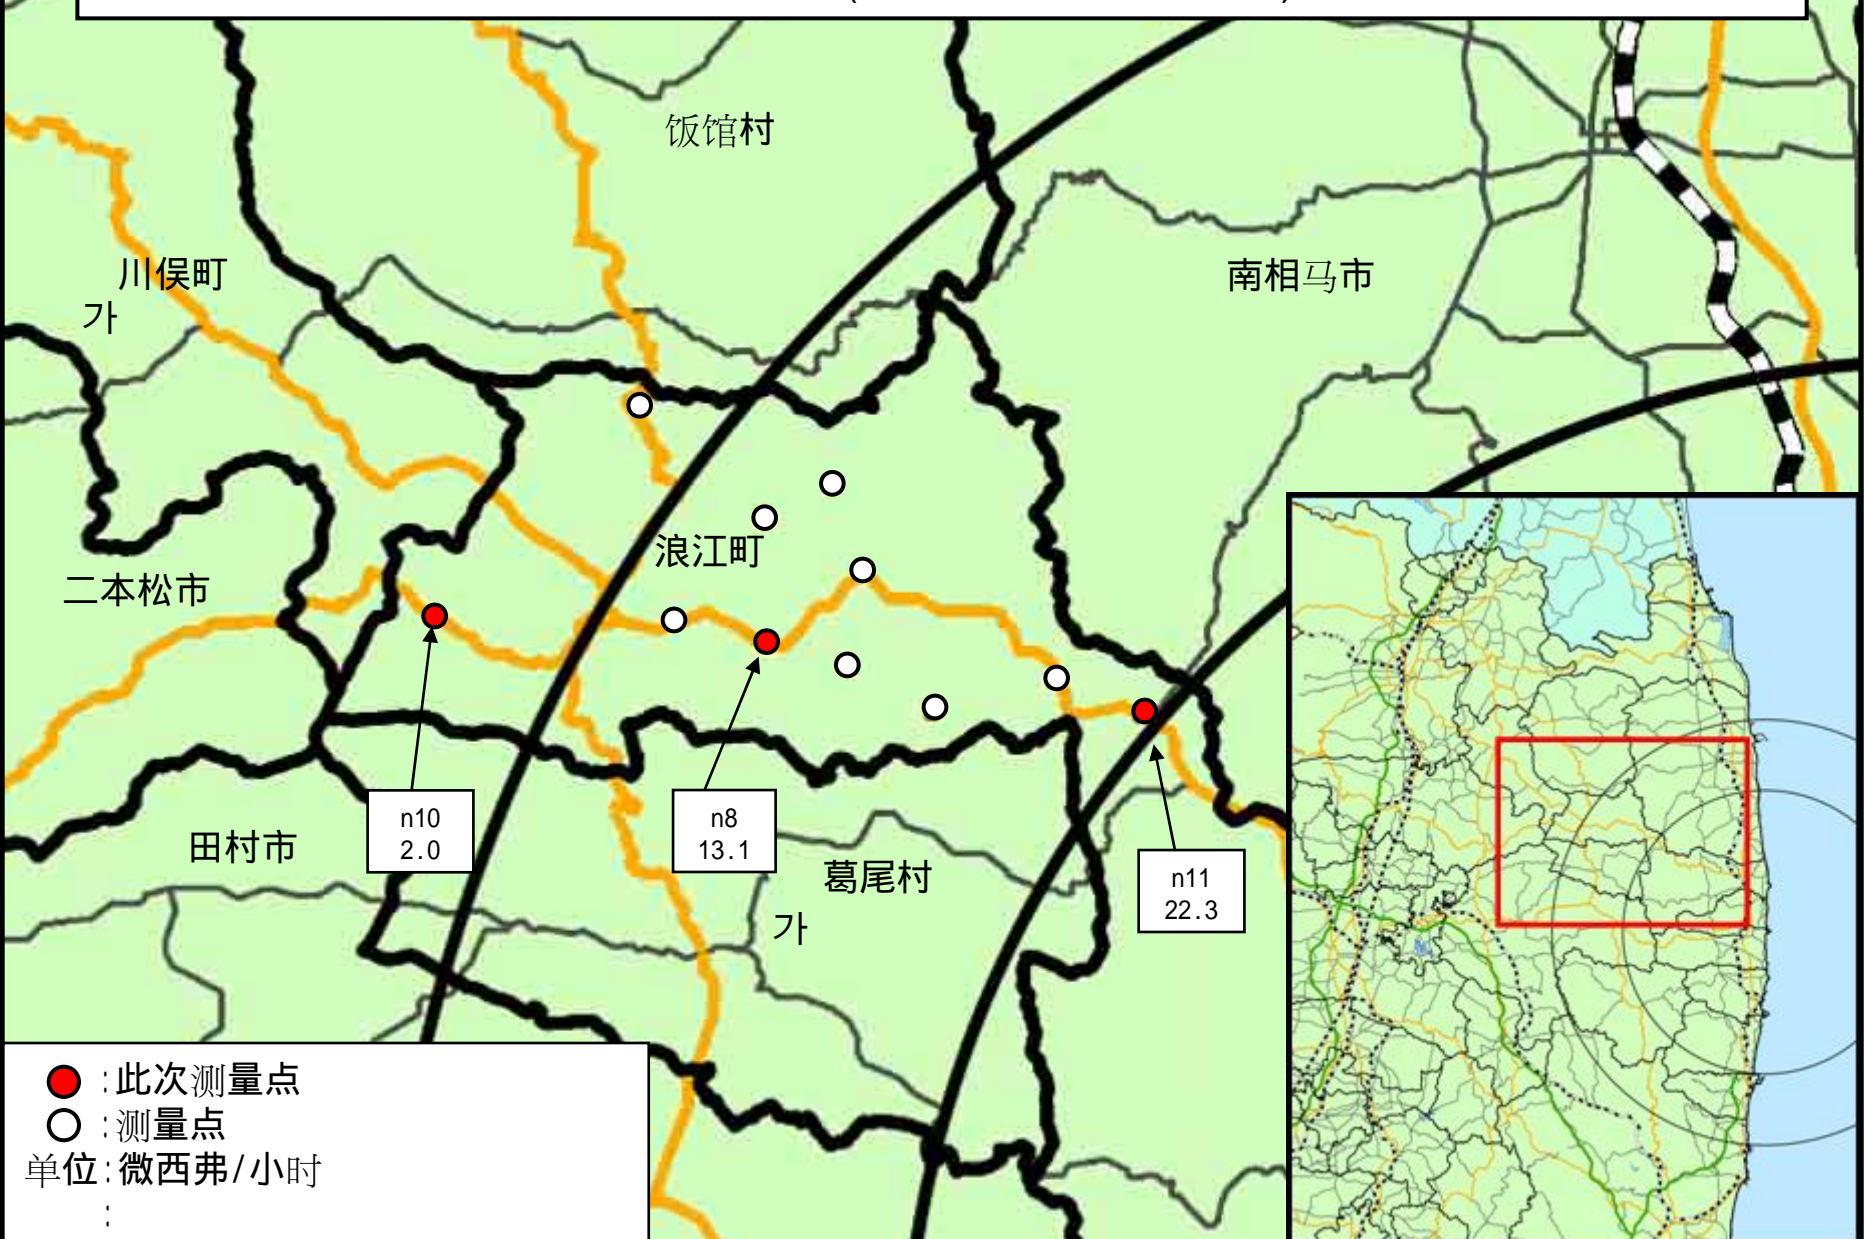 饭馆村
川俣町
가
南相马市
浪江町
二本松市
n10
2.0
n8
13.1
n11
22.3
田村市
葛尾村
가
:此次测量点
:测量点
单位:微西弗/小时
: